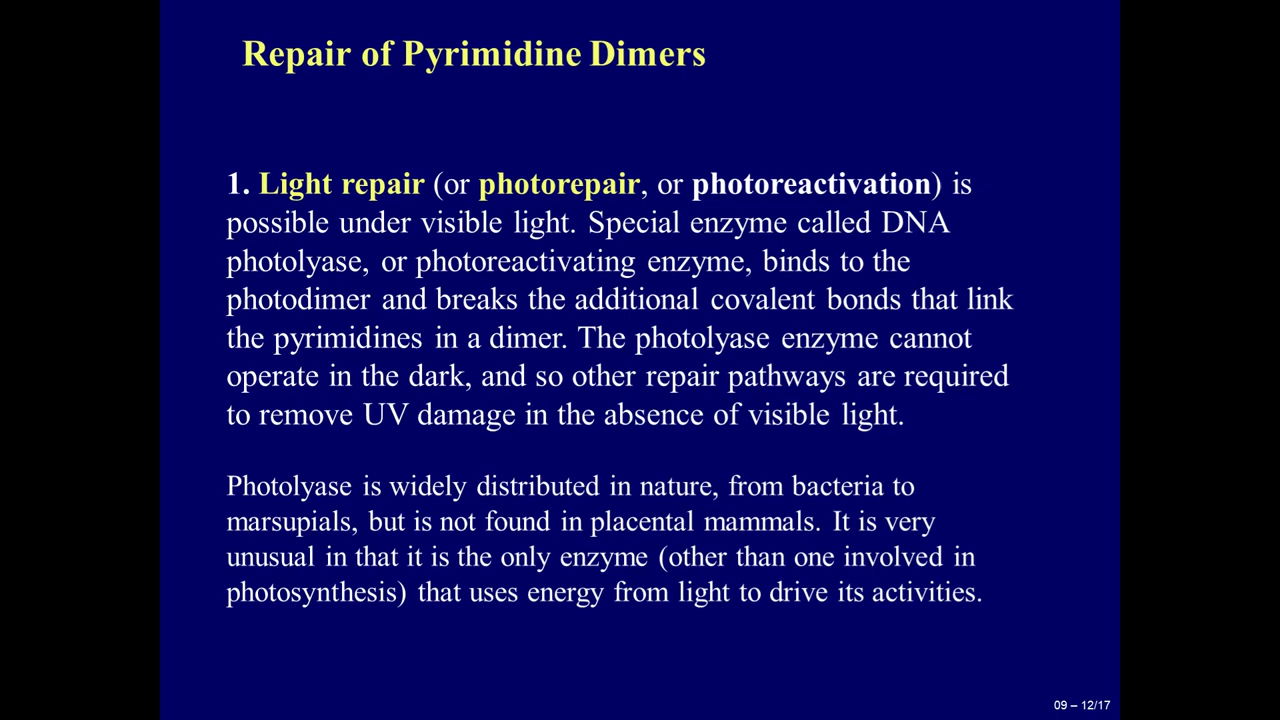 Repair of Pyrimidine Dimers
1. Light repair (or photorepair, or photoreactivation) is
possible under visible light. Special enzyme called DNA
photolyase, or photoreactivating enzyme, binds to the
photodimer and breaks the additional covalent bonds that link
the pyrimidines in a dimer. The photolyase enzyme cannot
operate in the dark, and so other repair pathways are required
to remove UV damage in the absence of visible light.
Photolyase is widely distributed in nature, from bacteria to
marsupials, but is not found in placental mammals. It is very
unusual in that it is the only enzyme (other than one involved in
photosynthesis) that uses energy from light to drive its activities.
09 – 12/17